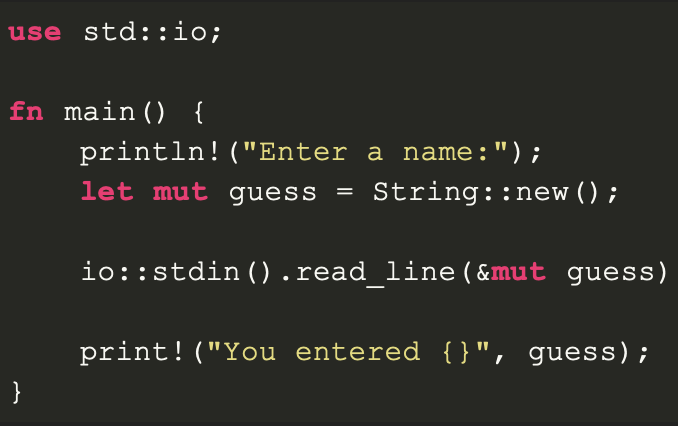 use std::io;
fn main() {
println!("Enter a name:");
let mut guess = String::new();
io::stdin().read_line(&mut guess)
print!("You entered {}", guess);
}